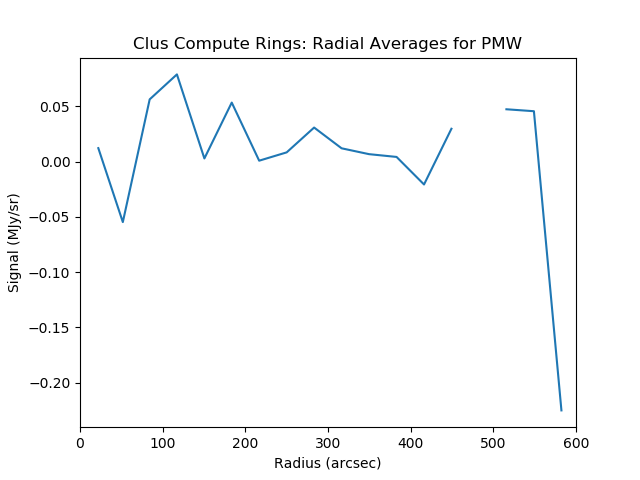 Clus Compute Rings: Radial Averages for PMW
0.05
0.00
−0.05
−0.10
−0.15
−0.20
Signal (MJy/sr)
0 100 200 300 400 500 600
Radius (arcsec)